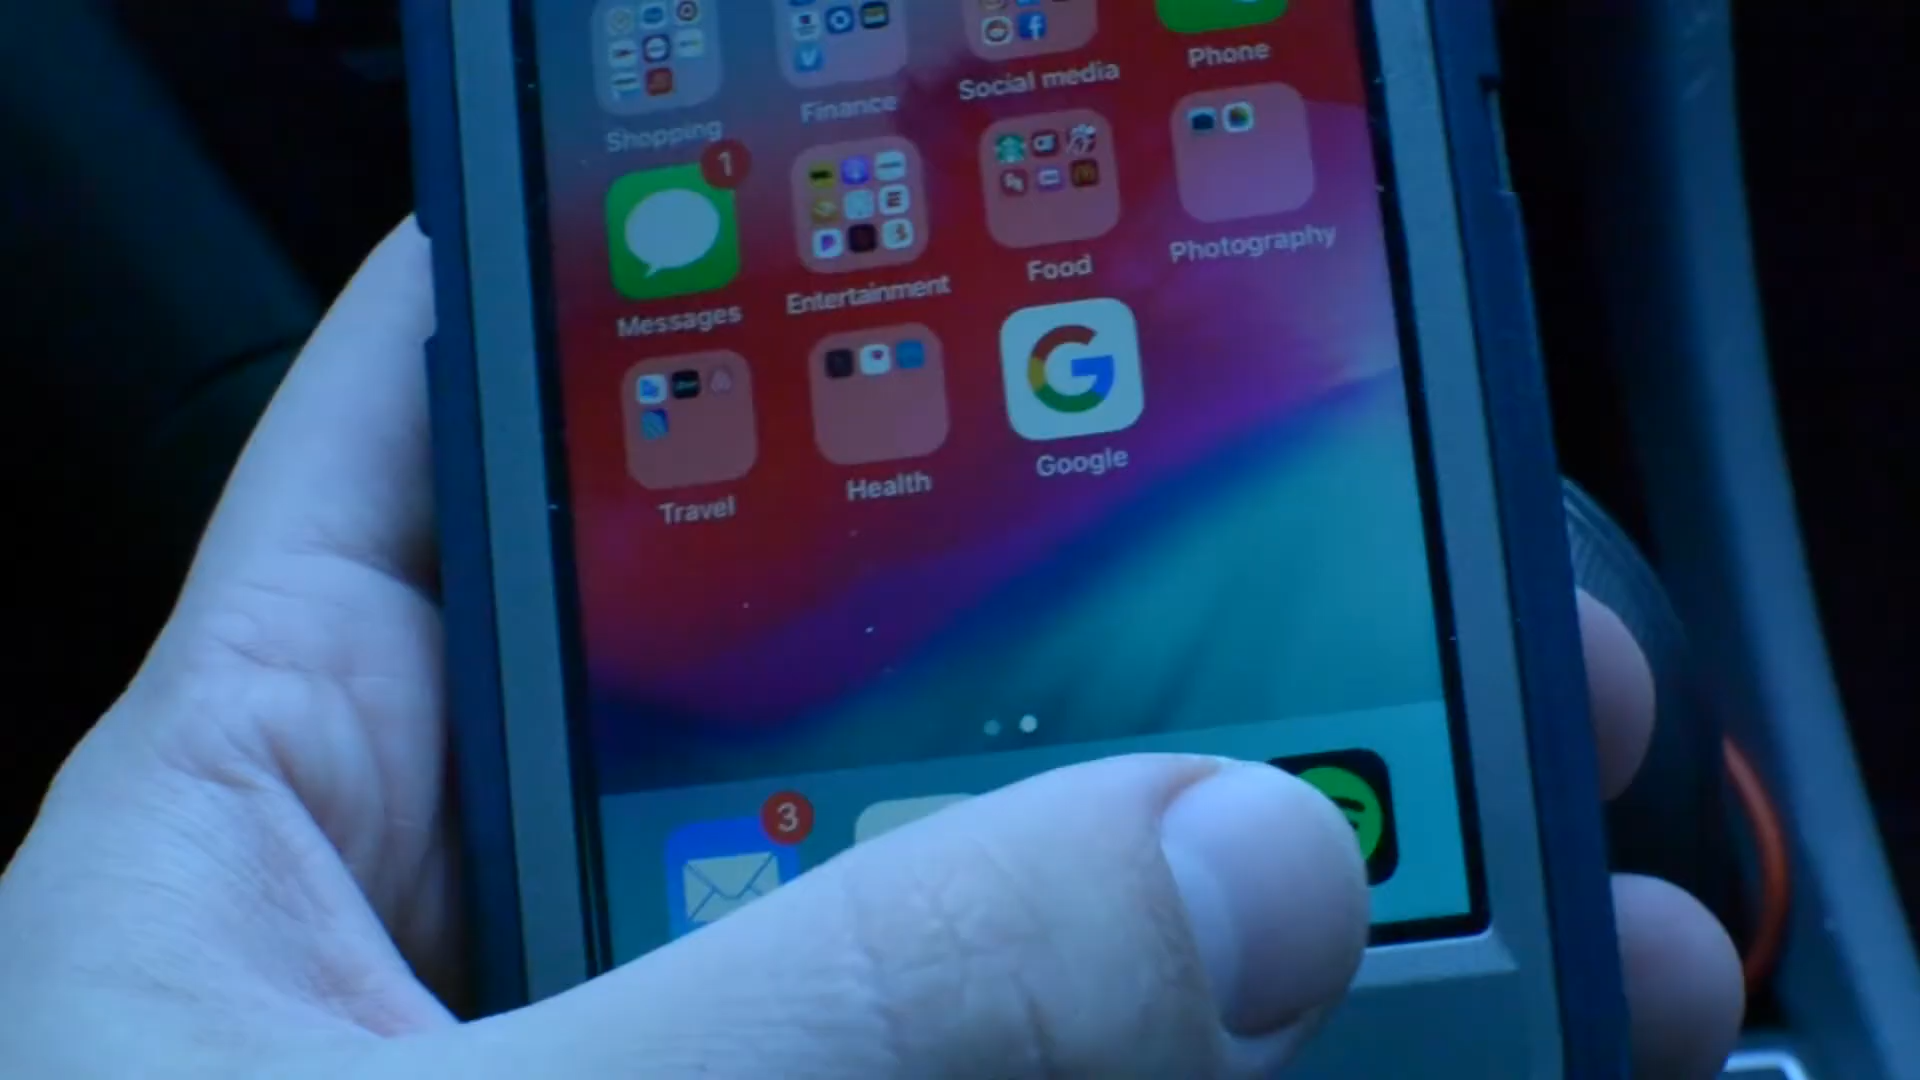 Shopping
Finance
Social media
Phone
1
Messages
Entertainment
Food
Photography
Travel
Health
Google
3